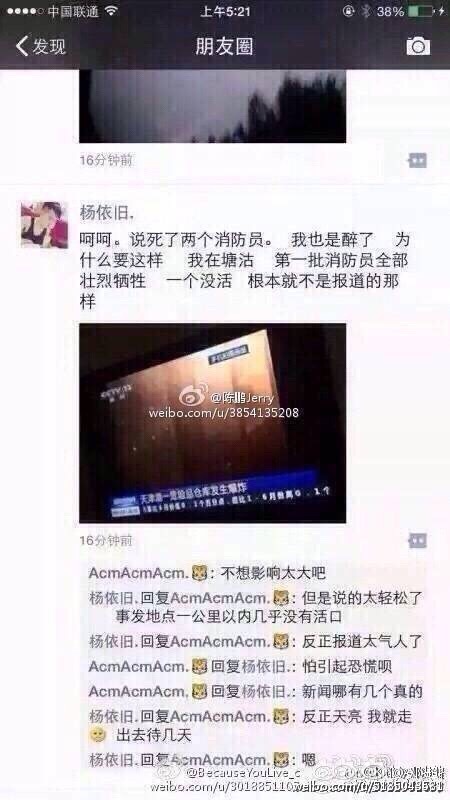 中国联通 上午5:21 38%
发现 朋友圈
16分钟前
杨依旧.
呵呵。说死了两个消防员。 我也是醉了 为
什么要这样 我在塘沽 第一批消防员全部
壮烈牺牲 一个没活 根本就不是报道的那
样
CCTV-13
@陈鹏Jerry
weibo.com/u/3854135208
天津港一危险品仓库发生爆炸
16分钟前
AcmAcmAcm.🐯: 不想影响太大吧
杨依旧.回复AcmAcmAcm.🐯: 但是说的太轻松了
事发地点一公里以内几乎没有活口
杨依旧.回复AcmAcmAcm.🐯: 反正报道太气人了
AcmAcmAcm.🐯回复杨依旧.: 怕引起恐慌呗
AcmAcmAcm.🐯回复杨依旧.: 新闻哪有几个真的
杨依旧.回复AcmAcmAcm.🐯: 反正天亮 我就走
🙂出去待几天
杨依旧.回复AcmAcmAcm.🐯: 嗯
@BecauseYouLive_c